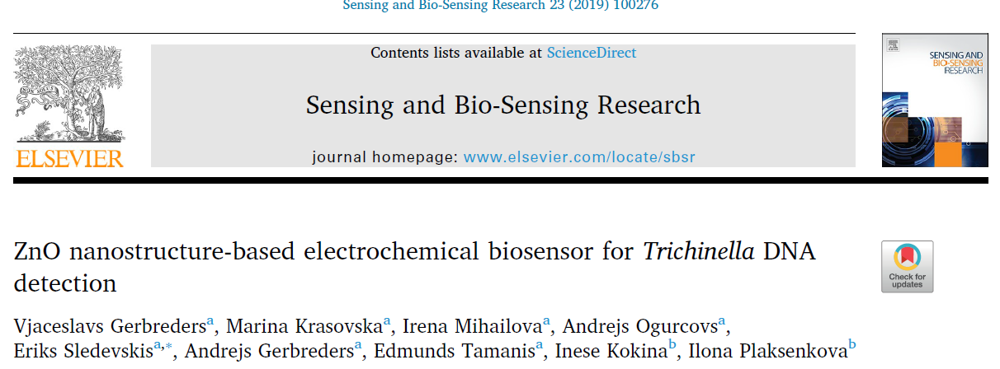 Sensing and Bio-Sensing Research 23 (2019) 100276
Contents lists available at ScienceDirect
Sensing and Bio-Sensing Research
journal homepage: www.elsevier.com/locate/sbsr
NON SOLUS
ELSEVIER
SENSING AND
BIO-SENSING
RESEARCH
ZnO nanostructure-based electrochemical biosensor for Trichinella DNA
detection
Check for
updates
Vjaceslavs Gerbreders^a, Marina Krasovska^a, Irena Mihailova^a, Andrejs Ogurcovs^a,
Eriks Sledevskis^a,*, Andrejs Gerbreders^a, Edmunds Tamanis^a, Inese Kokina^b, Ilona Plaksenkova^b